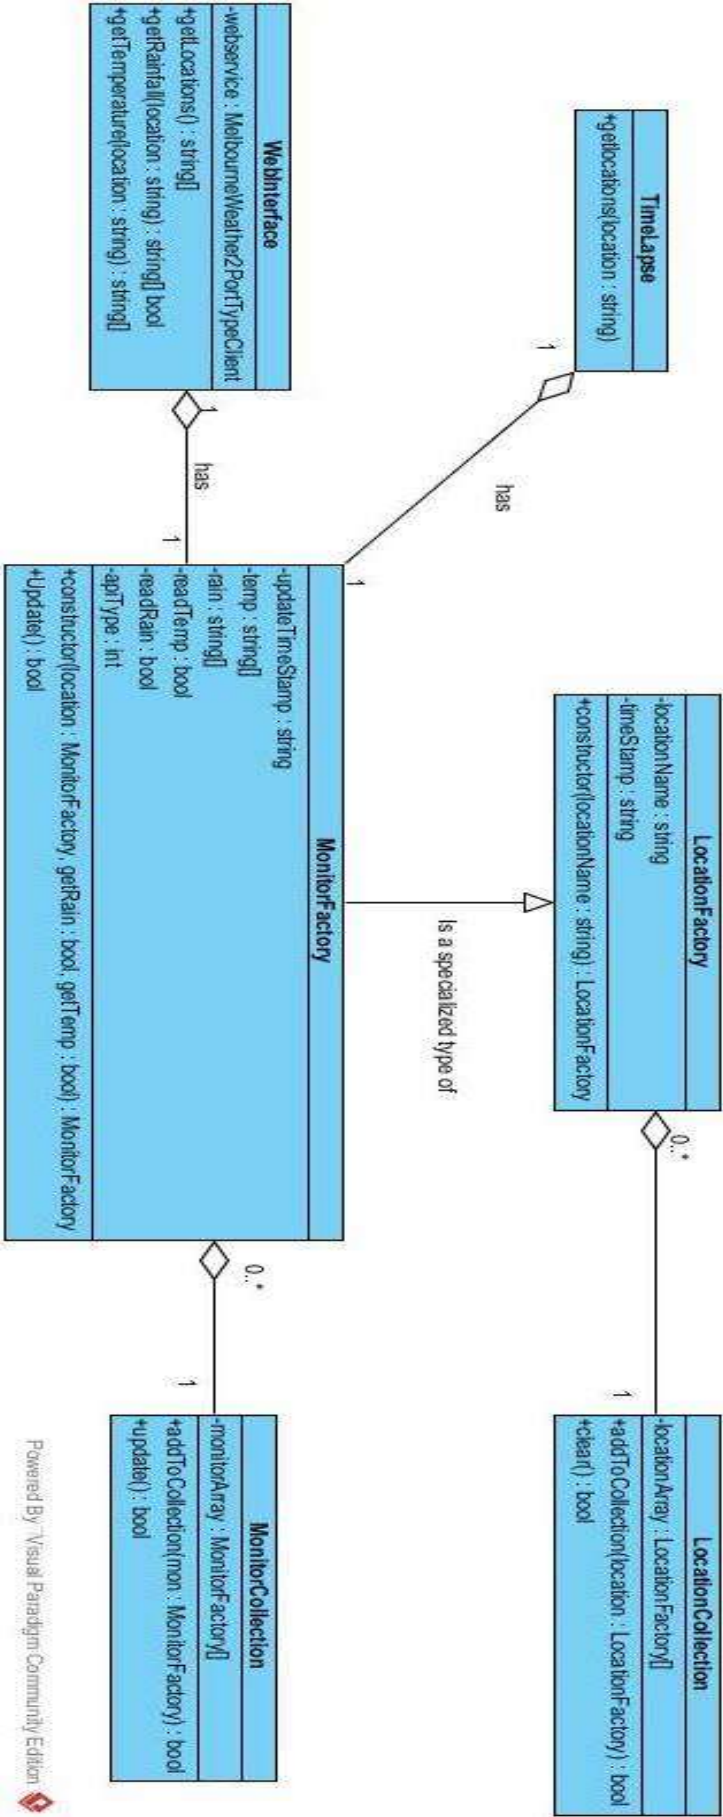 TimeLapse
+getlocations(location : string)
1
has
1
LocationFactory
-locationName : string
-timeStamp : string
+constructor(locationName : string) : LocationFactory
0..*
1
LocationCollection
-locationArray : LocationFactory[]
+addToCollection(location : LocationFactory) : bool
+clear() : bool
Is a specialized type of
WebInterface
-webservice : MelbourneWeather2PortTypeClient
+getLocations() : string[]
+getRainfall(location : string) : string[] bool
+getTemperature(location : string) : string[]
1
has
1
MonitorFactory
-updateTimeStamp : string
-temp : string[]
-rain : string[]
-readTemp : bool
-readRain : bool
-apiType : int
+constructor(location : MonitorFactory, getRain : bool, getTemp : bool) : MonitorFactory
+Update() : bool
0..*
1
MonitorCollection
-monitorArray : MonitorFactory[]
+addToCollection(mon : MonitorFactory) : bool
+update() : bool
Powered By Visual Paradigm Community Edition